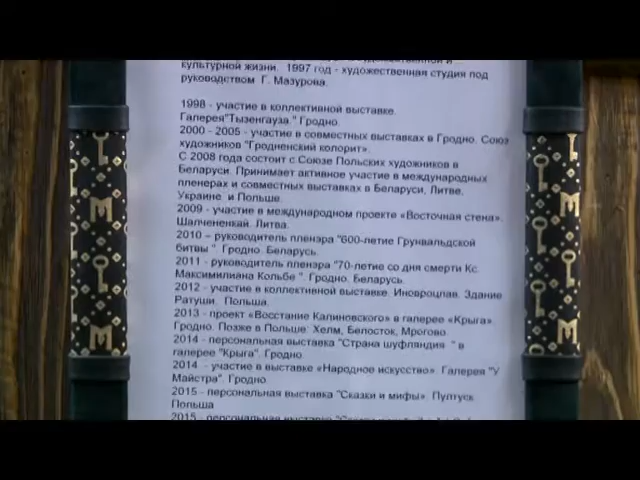 культурной жизни. 1997 год - художественная студия под
руководством Г. Мазурова.
1998 - участие в коллективной выставке.
Галерея"Тызенгауза." Гродно.
2000 - 2005 - участие в совместных выставках в Гродно. Союз
художников "Гродненский колорит".
С 2008 года состоит с Союзе Польских художников в
Беларуси. Принимает активное участие в международных
пленерах и совместных выставках в Беларуси, Литве,
Украине и Польше.
2009 - участие в международном проекте «Восточная стена».
Шальчененкай. Литва.
2010 – руководитель пленэра "600-летие Грунвальдской
битвы ". Гродно. Беларусь.
2011 - руководитель пленэра "70-летие со дня смерти Кс.
Максимилиана Кольбе ". Гродно. Беларусь.
2012 - участие в коллективной выставке. Иновроцлав. Здание
Ратуши. Польша.
2013 - проект «Восстание Калиновского» в галерее «Крыга».
Гродно. Позже в Польше: Хелм, Белосток, Мрогово.
2014 - персональная выставка "Страна шуфляндия " в
галерее "Крыга". Гродно.
2014 - участие в выставке «Народное искусство». Галерея "У
Майстра". Гродно.
2015 - персональная выставка "Сказки и мифы». Пултуск.
Польша
2015 - персональная выставка